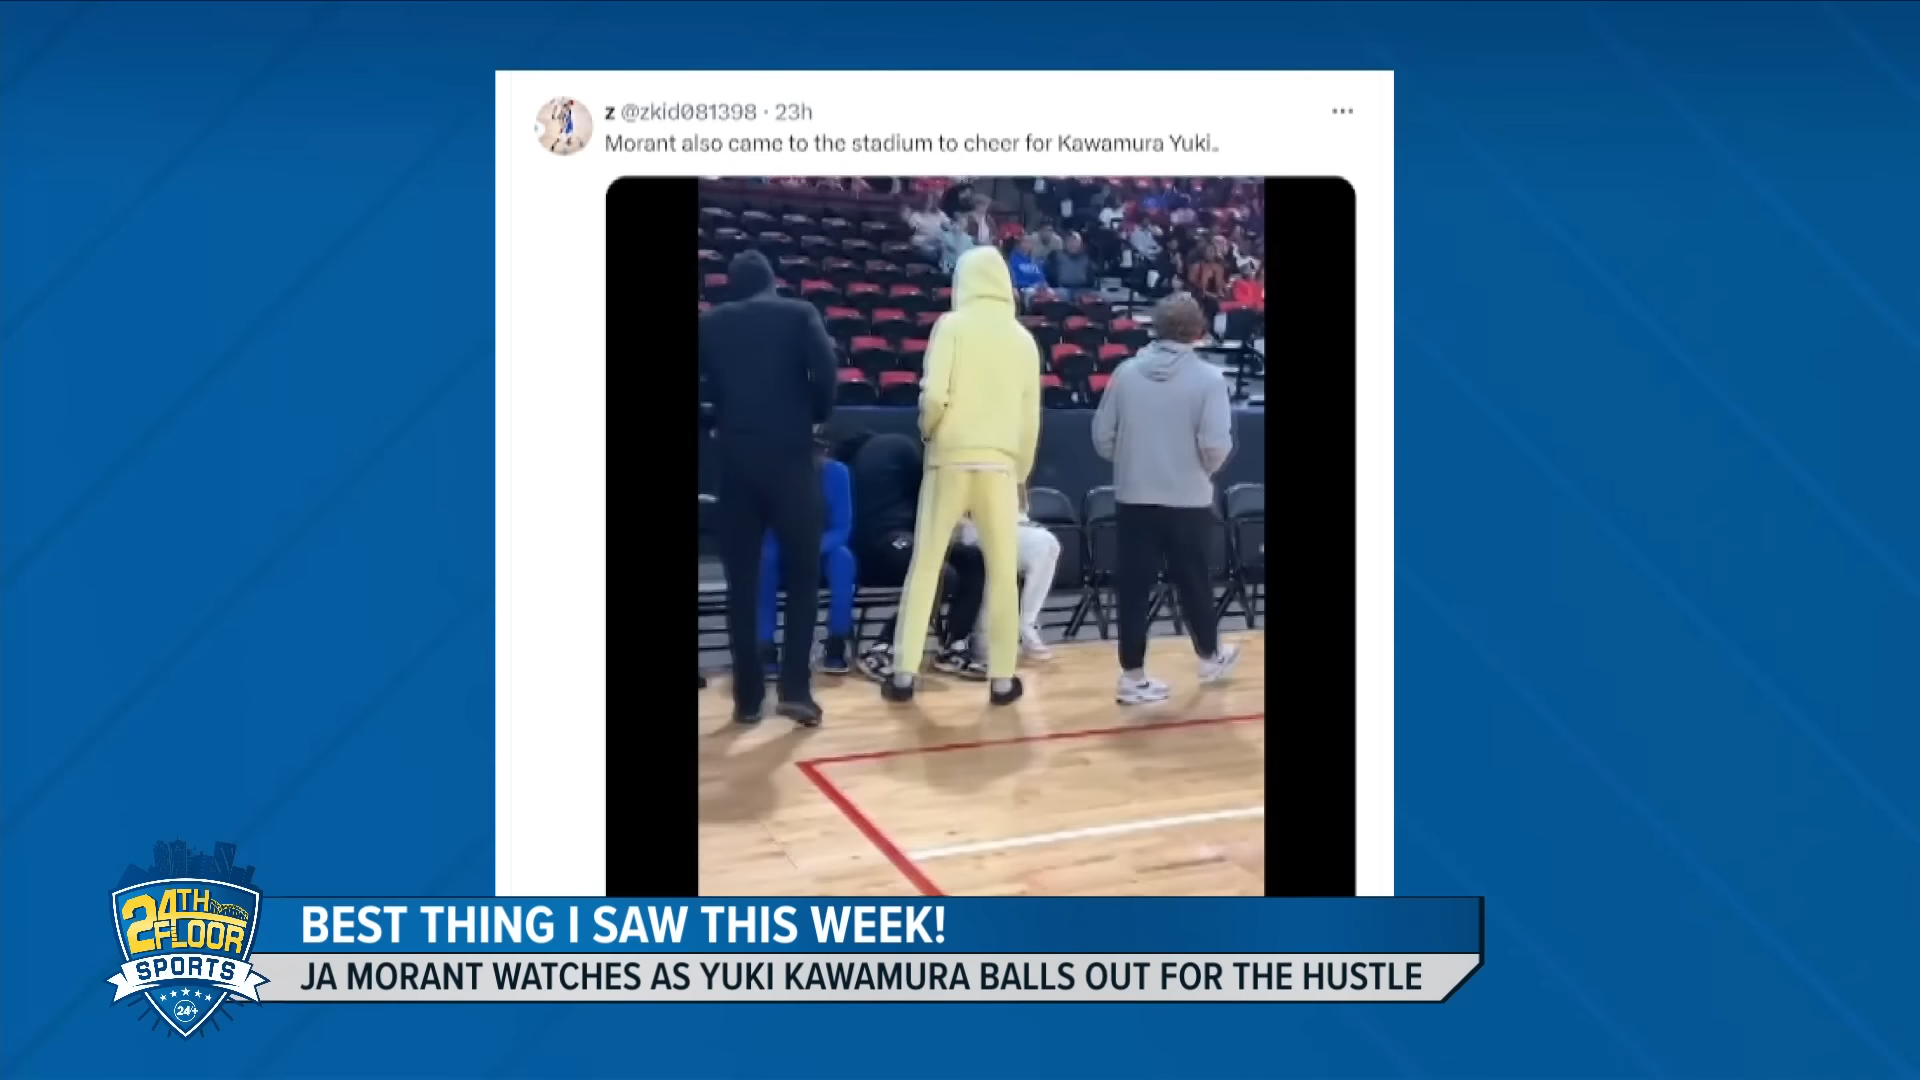 z @zkid081398 · 23h
Morant also came to the stadium to cheer for Kawamura Yuki.
24TH
FLOOR
SPORTS
24+
BEST THING I SAW THIS WEEK!
JA MORANT WATCHES AS YUKI KAWAMURA BALLS OUT FOR THE HUSTLE